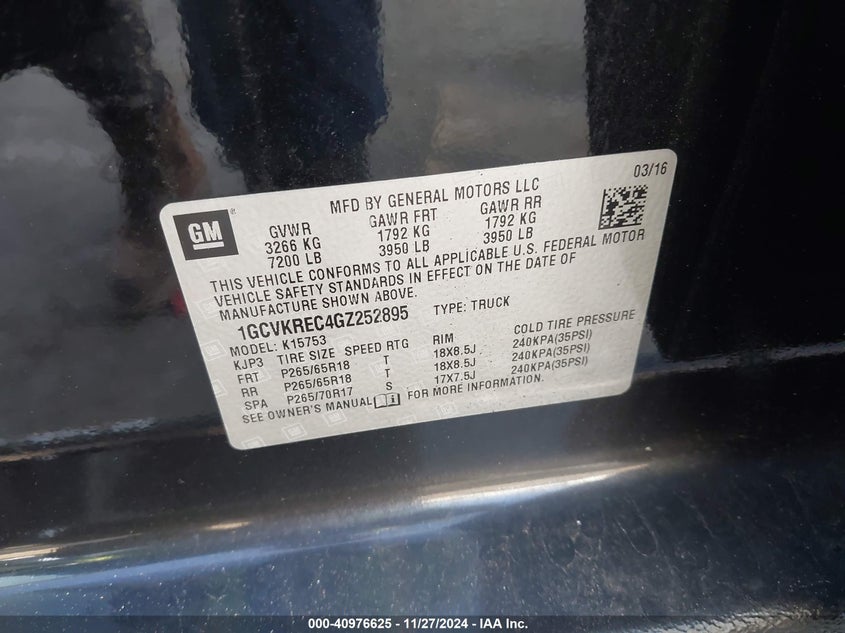 03/16
MFD BY GENERAL MOTORS LLC
GM ®
GVWR GAWR FRT GAWR RR
3266 KG 1792 KG 1792 KG
7200 LB 3950 LB 3950 LB
THIS VEHICLE CONFORMS TO ALL APPLICABLE U.S. FEDERAL MOTOR
VEHICLE SAFETY STANDARDS IN EFFECT ON THE DATE OF
MANUFACTURE SHOWN ABOVE.
1GCVKREC4GZ252895 TYPE: TRUCK
MODEL: K15753
KJP3 TIRE SIZE SPEED RTG RIM COLD TIRE PRESSURE
FRT P265/65R18 T 18X8.5J 240KPA(35PSI)
RR P265/65R18 T 18X8.5J 240KPA(35PSI)
SPA P265/70R17 S 17X7.5J 240KPA(35PSI)
SEE OWNER'S MANUAL FOR MORE INFORMATION.
000-40976625 - 11/27/2024 - IAA Inc.